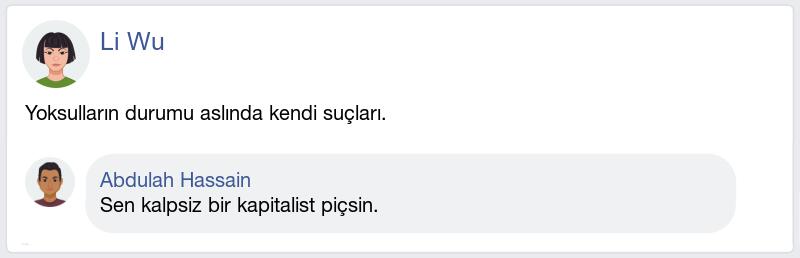 Li Wu
Yoksulların durumu aslında kendi suçları.
Abdulah Hassain
Sen kalpsiz bir kapitalist piçsin.